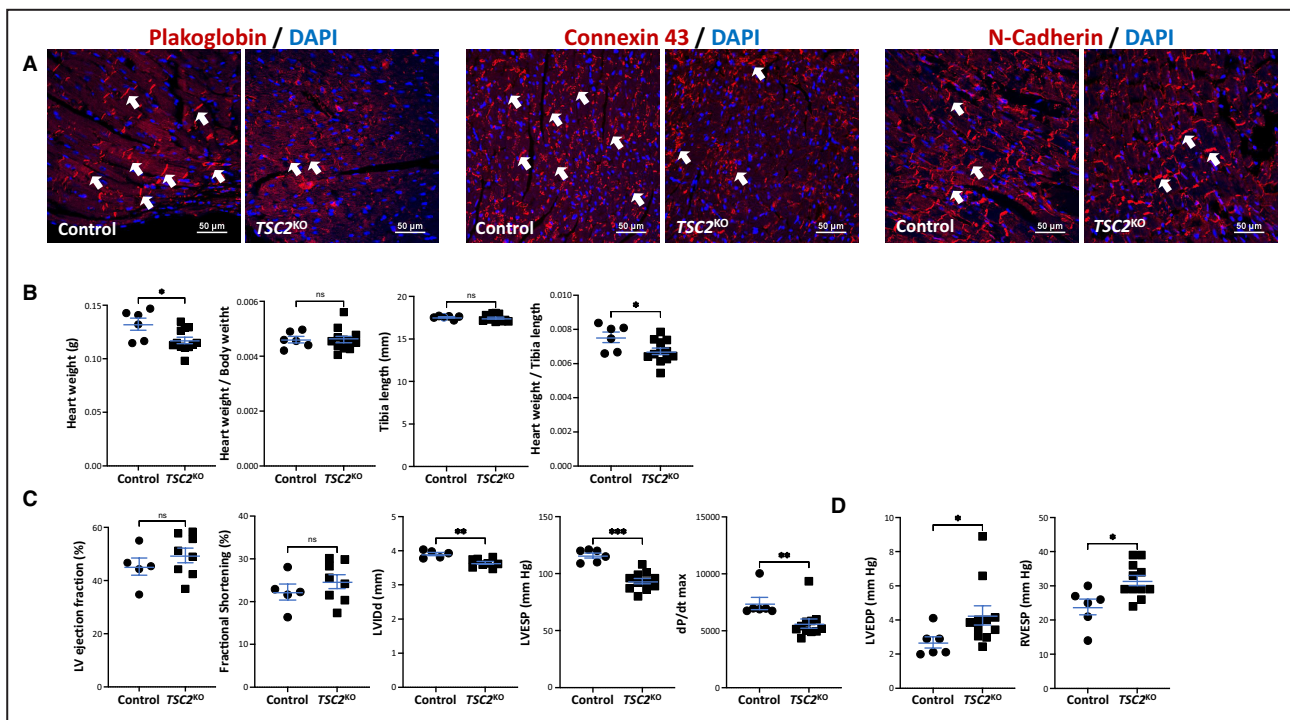 Plakoglobin / DAPI
Connexin 43 / DAPI
N-Cadherin / DAPI
A
Control
50 µm
TSC2KO
50 µm
Control
50 µm
TSC2KO
50 µm
Control
50 µm
TSC2KO
50 µm
B
Heart weight (g)
0.15
0.10
0.05
0.00
*
Control TSC2KO
Heart weight / Body weitht
0.006
0.004
0.002
0.000
ns
Control TSC2KO
Tibia length (mm)
20
15
10
5
0
ns
Control TSC2KO
Heart weight / Tibia length
0.010
0.008
0.006
0.004
0.002
0.000
*
Control TSC2KO
C
LV ejection fraction (%)
80
60
40
20
0
ns
Control TSC2KO
Fractional Shortening (%)
40
30
20
10
0
ns
Control TSC2KO
LVIDd (mm)
5
4
3
2
1
0
**
Control TSC2KO
LVESP (mm Hg)
150
100
50
0
***
Control TSC2KO
dP/dt max
15000
10000
5000
0
**
Control TSC2KO
D
LVEDP (mm Hg)
10
8
6
4
2
0
*
Control TSC2KO
RVESP (mm Hg)
50
40
30
20
10
0
*
Control TSC2KO